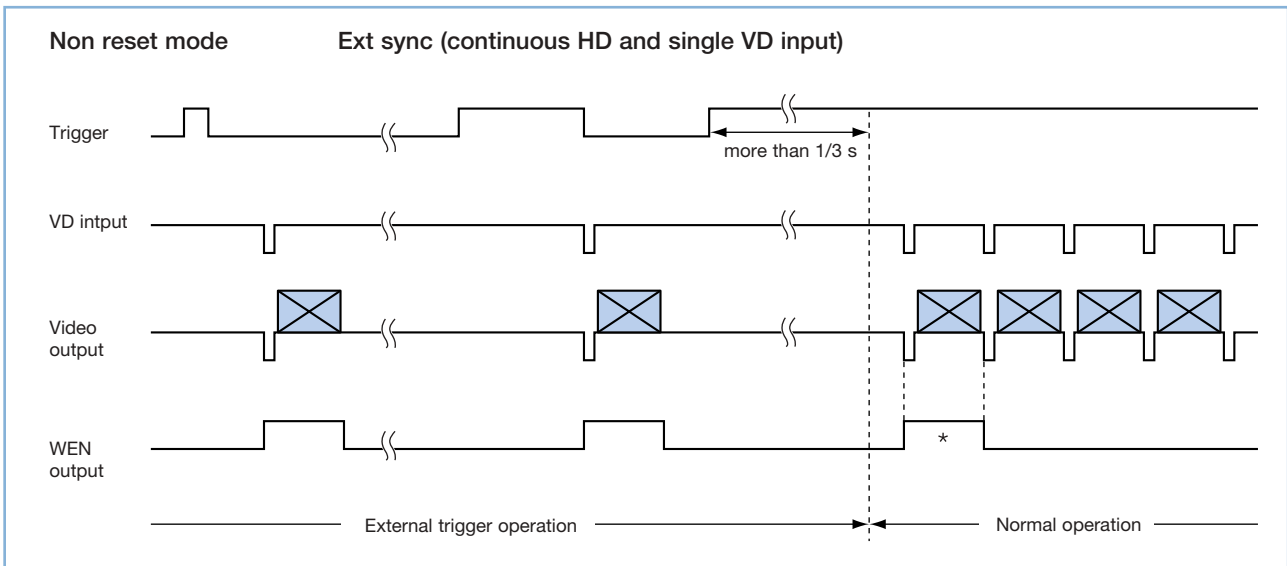 Non reset mode Ext sync (continuous HD and single VD input)
Trigger
more than 1/3 s
VD intput
Video
output
WEN
output
*
External trigger operation Normal operation